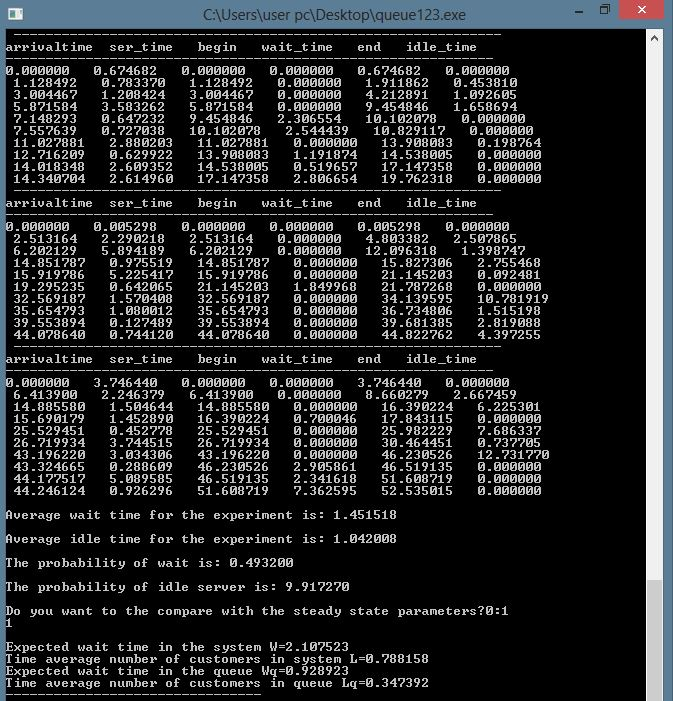 C:\Users\user pc\Desktop\queue123.exe
arrivaltime ser_time begin wait_time end idle_time
0.000000 0.674682 0.000000 0.000000 0.674682 0.000000
1.128492 0.783370 1.128492 0.000000 1.911862 0.453810
3.004467 1.208424 3.004467 0.000000 4.212891 1.092605
5.871584 3.583262 5.871584 0.000000 9.454846 1.658694
7.148293 0.647232 9.454846 2.306554 10.102078 0.000000
7.557639 0.727038 10.102078 2.544439 10.829117 0.000000
11.027881 2.880203 11.027881 0.000000 13.908083 0.198764
12.716209 0.629922 13.908083 1.191874 14.538005 0.000000
14.018348 2.609352 14.538005 0.519657 17.147358 0.000000
14.340704 2.614960 17.147358 2.806654 19.762318 0.000000
arrivaltime ser_time begin wait_time end idle_time
0.000000 0.005298 0.000000 0.000000 0.005298 0.000000
2.513164 2.290218 2.513164 0.000000 4.803382 2.507865
6.202129 5.894189 6.202129 0.000000 12.096318 1.398747
14.851787 0.975519 14.851787 0.000000 15.827306 2.755468
15.919786 5.225417 15.919786 0.000000 21.145203 0.092481
19.295235 0.642065 21.145203 1.849968 21.787268 0.000000
32.569187 1.570408 32.569187 0.000000 34.139595 10.781919
35.654793 1.080012 35.654793 0.000000 36.734806 1.515198
39.553894 0.127489 39.553894 0.000000 39.681385 2.819088
44.078640 0.744120 44.078640 0.000000 44.822762 4.397255
arrivaltime ser_time begin wait_time end idle_time
0.000000 3.746440 0.000000 0.000000 3.746440 0.000000
6.413900 2.246379 6.413900 0.000000 8.660279 2.667459
14.885580 1.504644 14.885580 0.000000 16.390224 6.225301
15.690179 1.452890 16.390224 0.700046 17.843115 0.000000
25.529451 0.452778 25.529451 0.000000 25.982229 7.686337
26.719934 3.744515 26.719934 0.000000 30.464451 0.737705
43.196220 3.034306 43.196220 0.000000 46.230526 12.731770
43.324665 0.288609 46.230526 2.905861 46.519135 0.000000
44.177517 5.089585 46.519135 2.341618 51.608719 0.000000
44.246124 0.926296 51.608719 7.362595 52.535015 0.000000
Average wait time for the experiment is: 1.451518
Average idle time for the experiment is: 1.042008
The probability of wait is: 0.493200
The probability of idle server is: 9.917270
Do you want to the compare with the steady state parameters?0:1
1
Expected wait time in the system W=2.107523
Time average number of customers in system L=0.788158
Expected wait time in the queue Wq=0.928923
Time average number of customers in queue Lq=0.347392